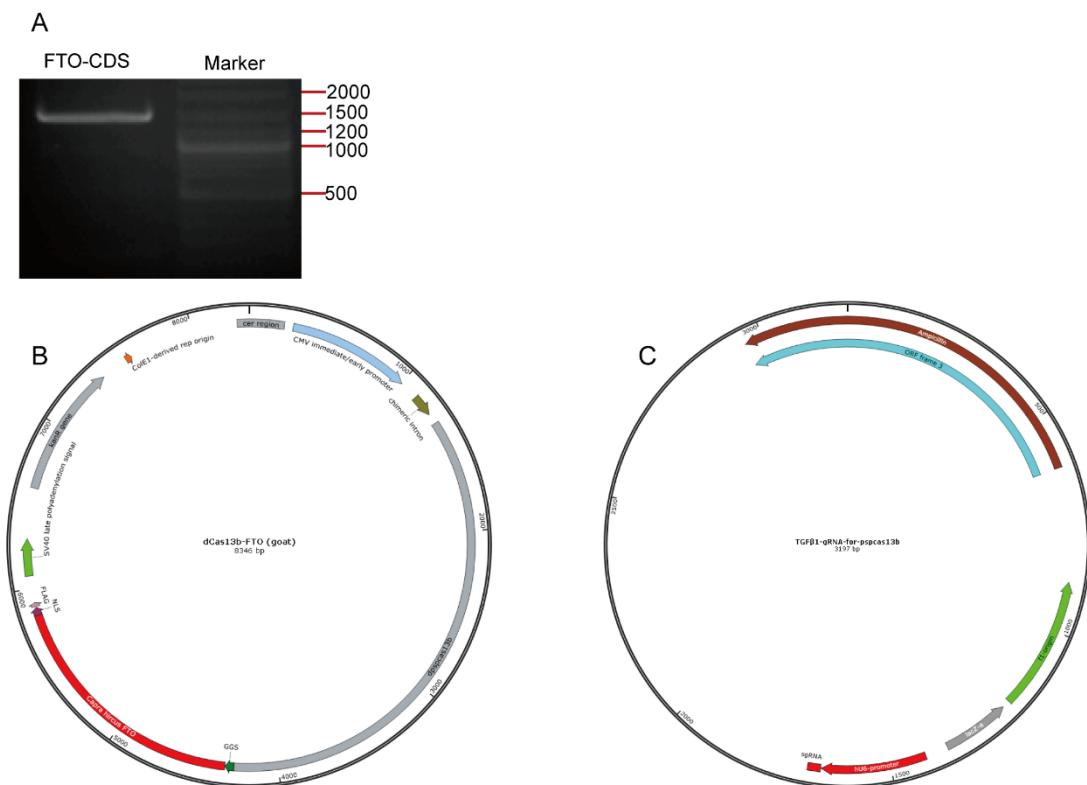 A
FTO-CDS
Marker
2000
1500
1200
1000
500
B
cer region
CMV immediate/early promoter
1000
chimeric intron
2000
dpspcas13b
3000
4000
GGS
5000
Capra hircus FTO
6000
FLAG
NLS
SV40 late polyadenylation signal
7000
kanR gene
8000
ColE1-derived rep origin
dCas13b-FTO (goat)
8346 bp
C
Ampicillin
ORF frame 3
500
1000
f1-origin
lacZ-a
1500
hU6-promoter
sgRNA
2000
2500
3000
TGFβ1-gRNA-for-pspcas13b
3197 bp